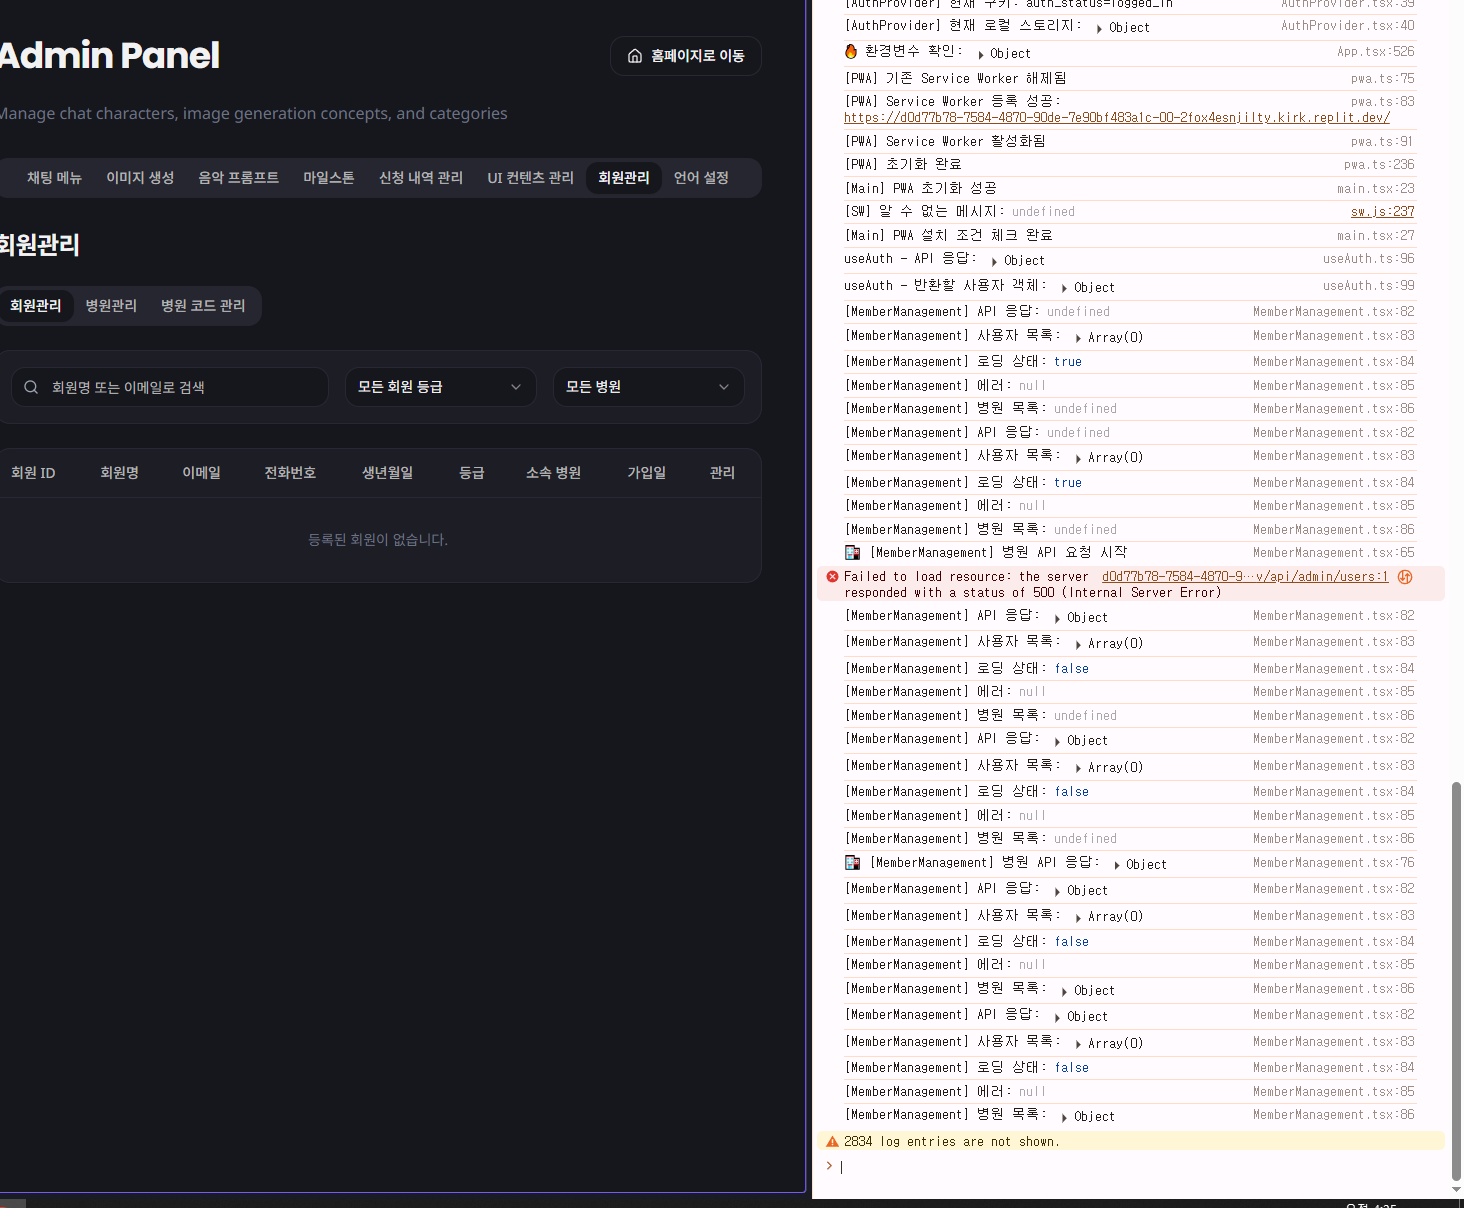 Admin Panel
홈페이지로 이동
Manage chat characters, image generation concepts, and categories
채팅 메뉴 이미지 생성 음악 프롬프트 마일스톤 신청 내역 관리 UI 컨텐츠 관리 회원관리 언어 설정
회원관리
회원관리 병원관리 병원 코드 관리
회원명 또는 이메일로 검색 모든 회원 등급 모든 병원
회원 ID 회원명 이메일 전화번호 생년월일 등급 소속 병원 가입일 관리
등록된 회원이 없습니다.
[AuthProvider] 현재 쿠키: auth_status=logged_in AuthProvider.tsx:39
[AuthProvider] 현재 로컬 스토리지: Object AuthProvider.tsx:40
환경변수 확인: Object App.tsx:526
[PWA] 기존 Service Worker 해제됨 pwa.ts:75
[PWA] Service Worker 등록 성공: pwa.ts:83
https://d0d77b78-7584-4870-90de-7e90bf483a1c-00-2fox4esnjilty.kirk.replit.dev/
[PWA] Service Worker 활성화됨 pwa.ts:91
[PWA] 초기화 완료 pwa.ts:236
[Main] PWA 초기화 성공 main.tsx:23
[SW] 알 수 없는 메시지: undefined sw.js:237
[Main] PWA 설치 조건 체크 완료 main.tsx:27
useAuth - API 응답: Object useAuth.ts:96
useAuth - 반환할 사용자 객체: Object useAuth.ts:99
[MemberManagement] API 응답: undefined MemberManagement.tsx:82
[MemberManagement] 사용자 목록: Array(0) MemberManagement.tsx:83
[MemberManagement] 로딩 상태: true MemberManagement.tsx:84
[MemberManagement] 에러: null MemberManagement.tsx:85
[MemberManagement] 병원 목록: undefined MemberManagement.tsx:86
[MemberManagement] API 응답: undefined MemberManagement.tsx:82
[MemberManagement] 사용자 목록: Array(0) MemberManagement.tsx:83
[MemberManagement] 로딩 상태: true MemberManagement.tsx:84
[MemberManagement] 에러: null MemberManagement.tsx:85
[MemberManagement] 병원 목록: undefined MemberManagement.tsx:86
[MemberManagement] 병원 API 요청 시작 MemberManagement.tsx:65
Failed to load resource: the server d0d77b78-7584-4870-9…v/api/admin/users:1
responded with a status of 500 (Internal Server Error)
[MemberManagement] API 응답: Object MemberManagement.tsx:82
[MemberManagement] 사용자 목록: Array(0) MemberManagement.tsx:83
[MemberManagement] 로딩 상태: false MemberManagement.tsx:84
[MemberManagement] 에러: null MemberManagement.tsx:85
[MemberManagement] 병원 목록: undefined MemberManagement.tsx:86
[MemberManagement] API 응답: Object MemberManagement.tsx:82
[MemberManagement] 사용자 목록: Array(0) MemberManagement.tsx:83
[MemberManagement] 로딩 상태: false MemberManagement.tsx:84
[MemberManagement] 에러: null MemberManagement.tsx:85
[MemberManagement] 병원 목록: undefined MemberManagement.tsx:86
[MemberManagement] 병원 API 응답: Object MemberManagement.tsx:76
[MemberManagement] API 응답: Object MemberManagement.tsx:82
[MemberManagement] 사용자 목록: Array(0) MemberManagement.tsx:83
[MemberManagement] 로딩 상태: false MemberManagement.tsx:84
[MemberManagement] 에러: null MemberManagement.tsx:85
[MemberManagement] 병원 목록: Object MemberManagement.tsx:86
[MemberManagement] API 응답: Object MemberManagement.tsx:82
[MemberManagement] 사용자 목록: Array(0) MemberManagement.tsx:83
[MemberManagement] 로딩 상태: false MemberManagement.tsx:84
[MemberManagement] 에러: null MemberManagement.tsx:85
[MemberManagement] 병원 목록: Object MemberManagement.tsx:86
2834 log entries are not shown.